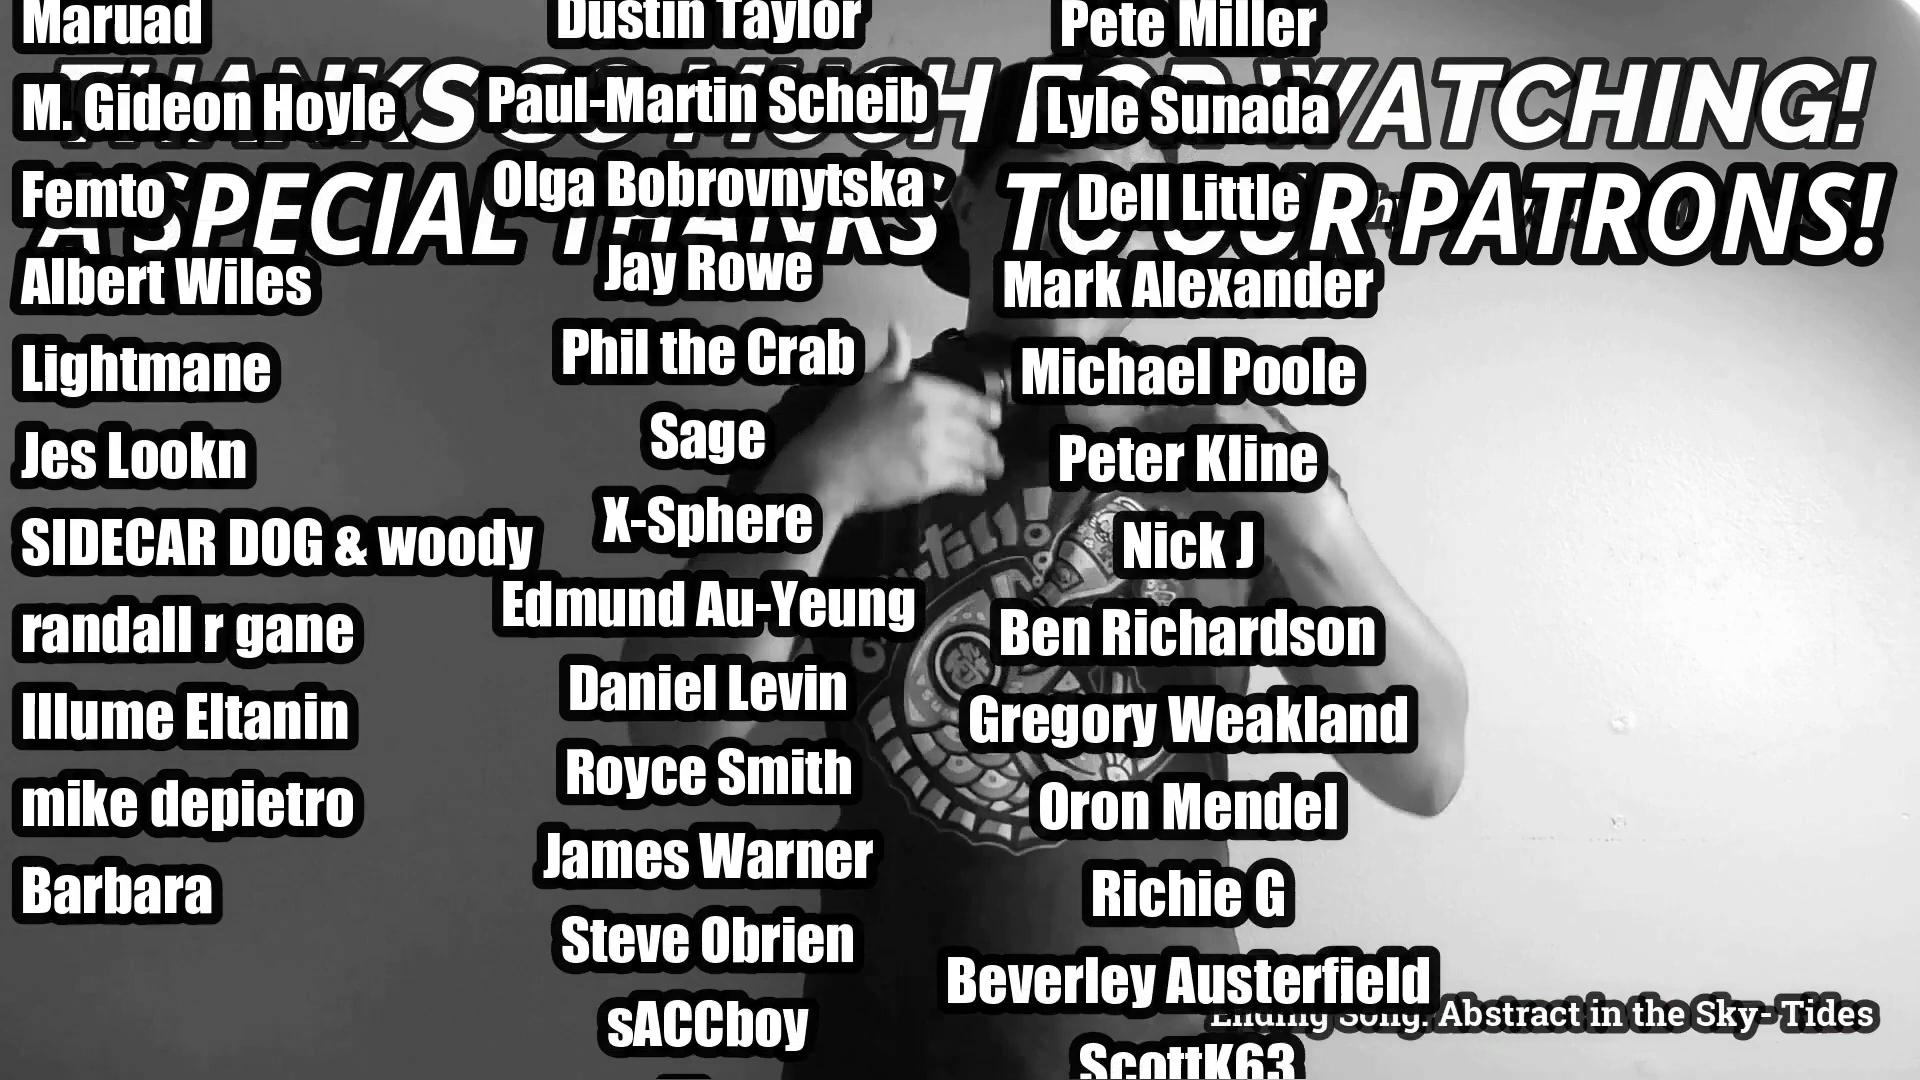 THANKS SO MUCH FOR WATCHING!
A SPECIAL THANKS TO OUR PATRONS!
Maruad
M. Gideon Hoyle
Femto
Albert Wiles
Lightmane
Jes Lookn
SIDECAR DOG & woody
randall r gane
Illume Eltanin
mike depietro
Barbara
Dustin Taylor
Paul-Martin Scheib
Olga Bobrovnytska
Jay Rowe
Phil the Crab
Sage
X-Sphere
Edmund Au-Yeung
Daniel Levin
Royce Smith
James Warner
Steve Obrien
sACCboy
Pete Miller
Lyle Sunada
Dell Little
Mark Alexander
Michael Poole
Peter Kline
Nick J
Ben Richardson
Gregory Weakland
Oron Mendel
Richie G
Beverley Austerfield
ScottK63
Ending Song: Abstract in the Sky- Tides